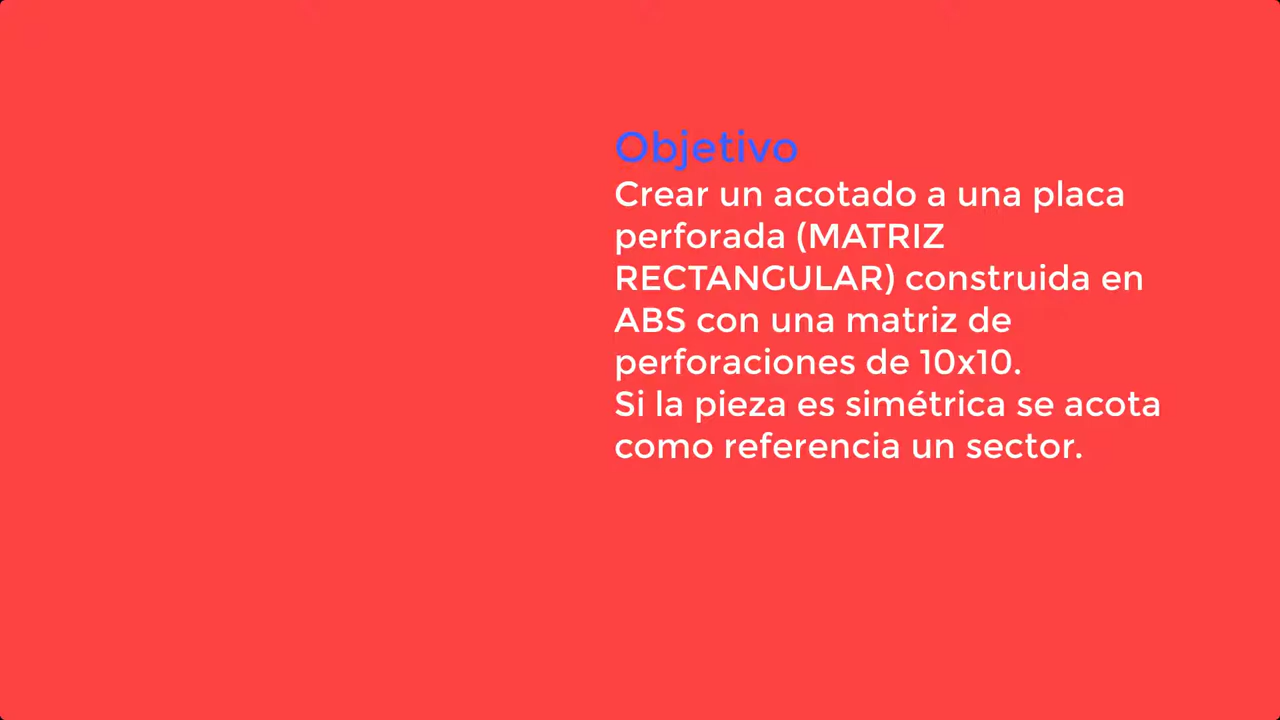 Objetivo
Crear un acotado a una placa
perforada (MATRIZ
RECTANGULAR) construida en
ABS con una matriz de
perforaciones de 10x10.
Si la pieza es simétrica se acota
como referencia un sector.